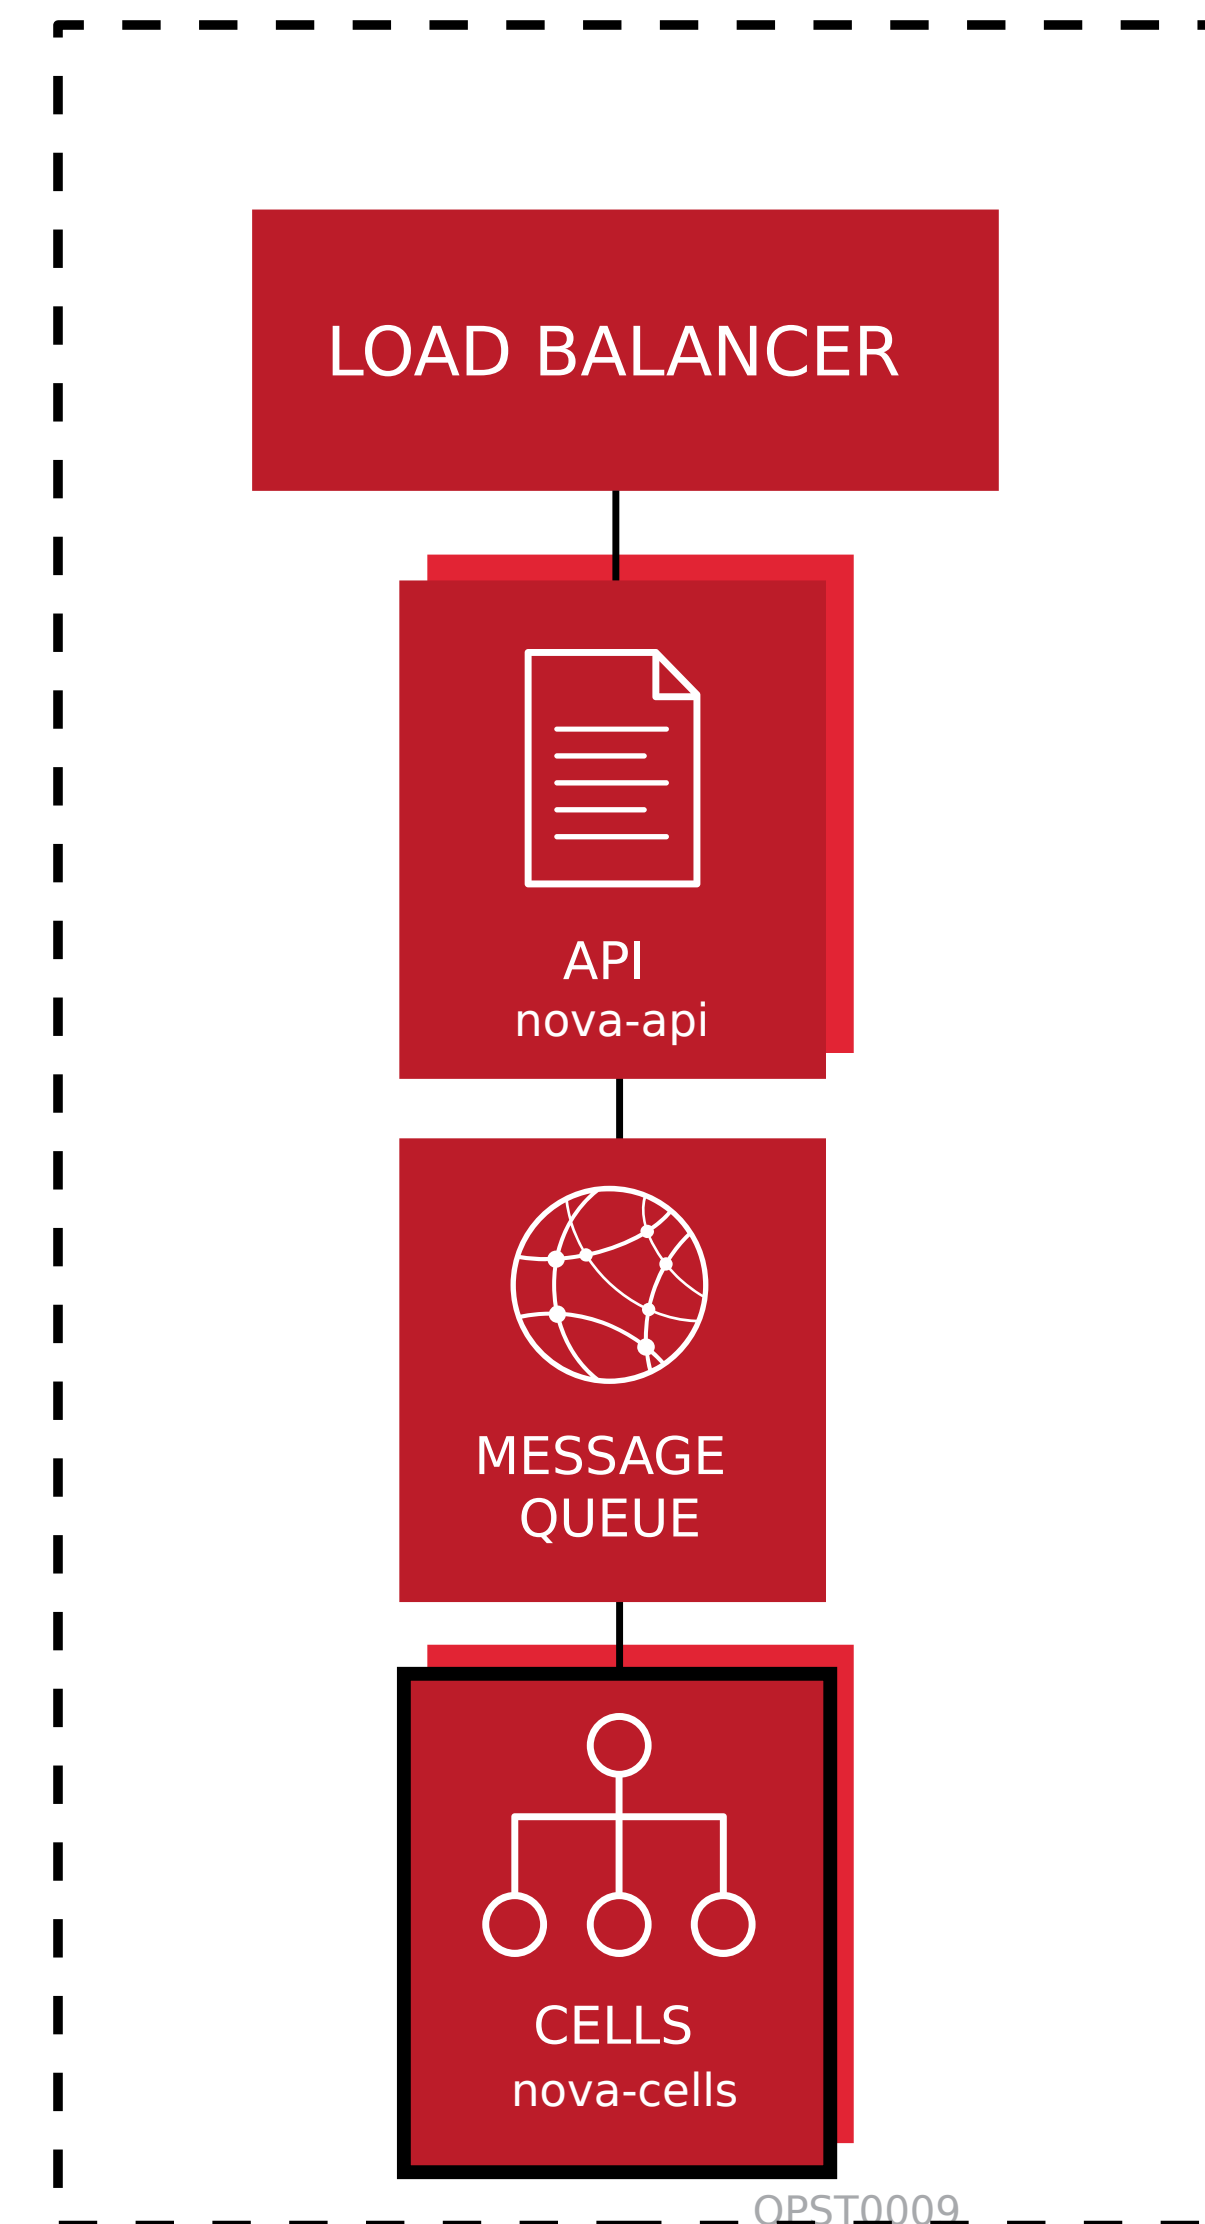 LOAD BALANCER
API
nova-api
MESSAGE
QUEUE
CELLS
nova-cells
OPST0009